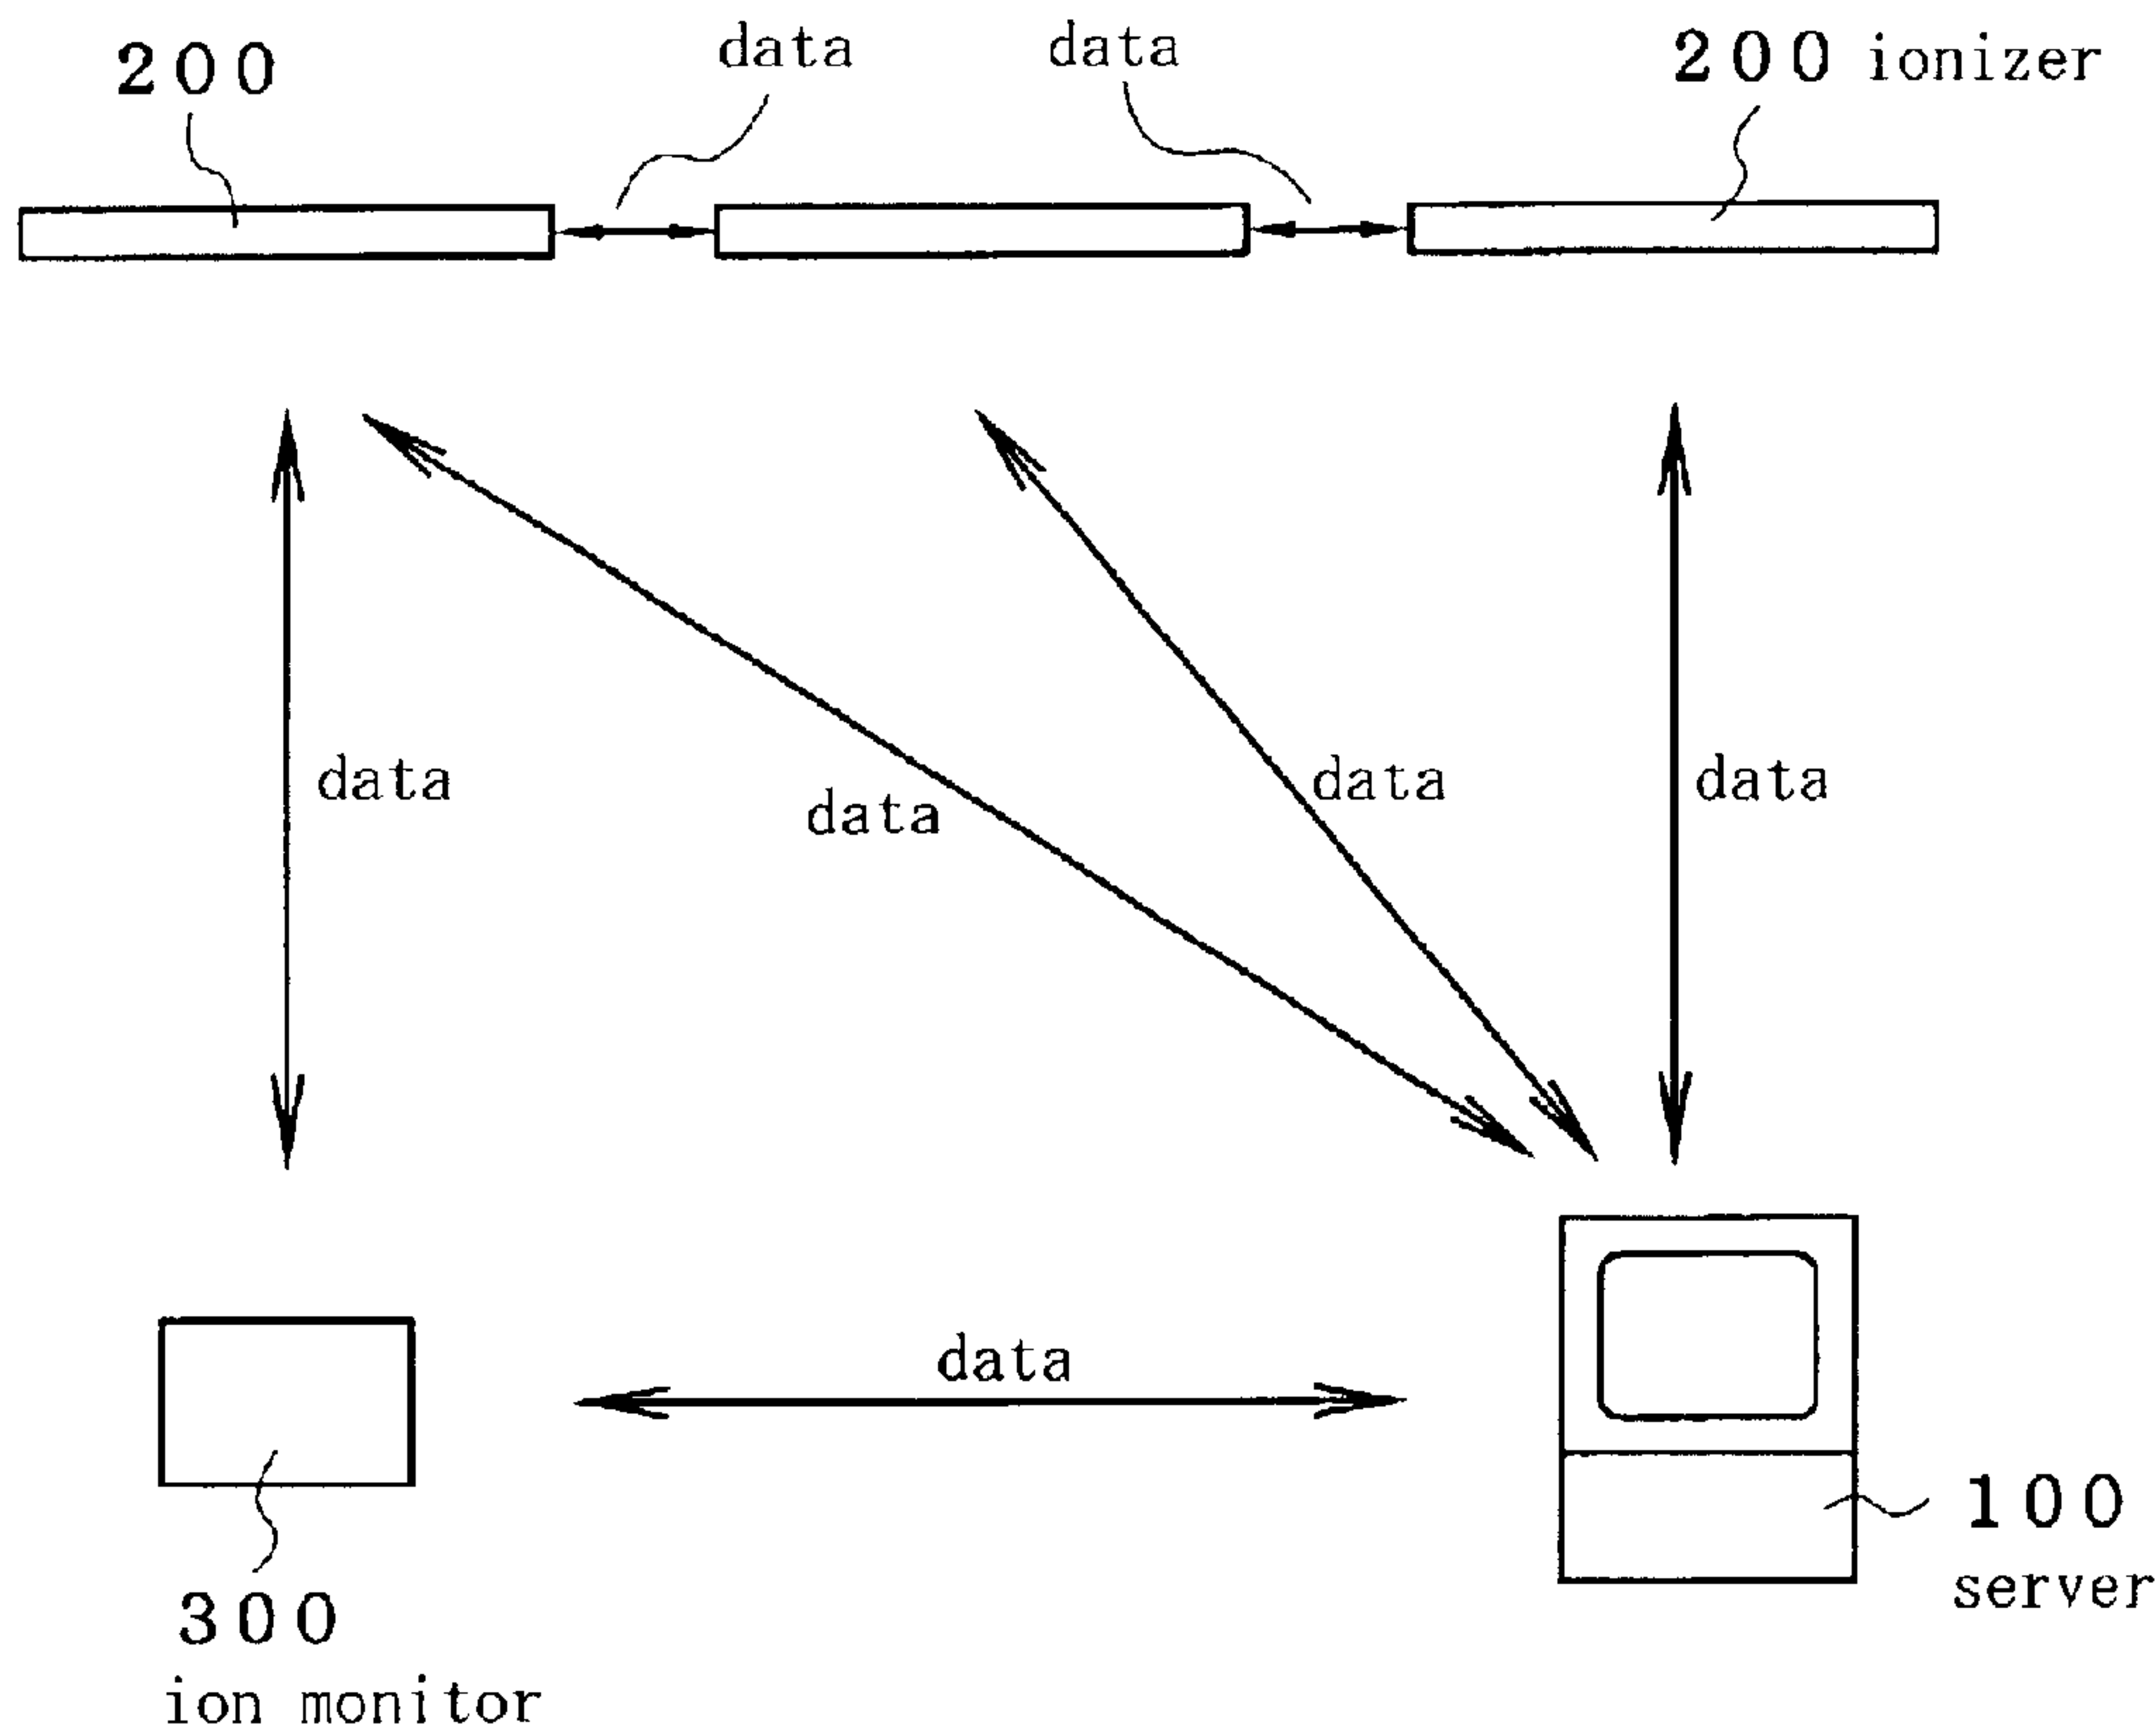 200
data
data
200 ionizer
data
data
data
data
data
100
server
300
ion monitor